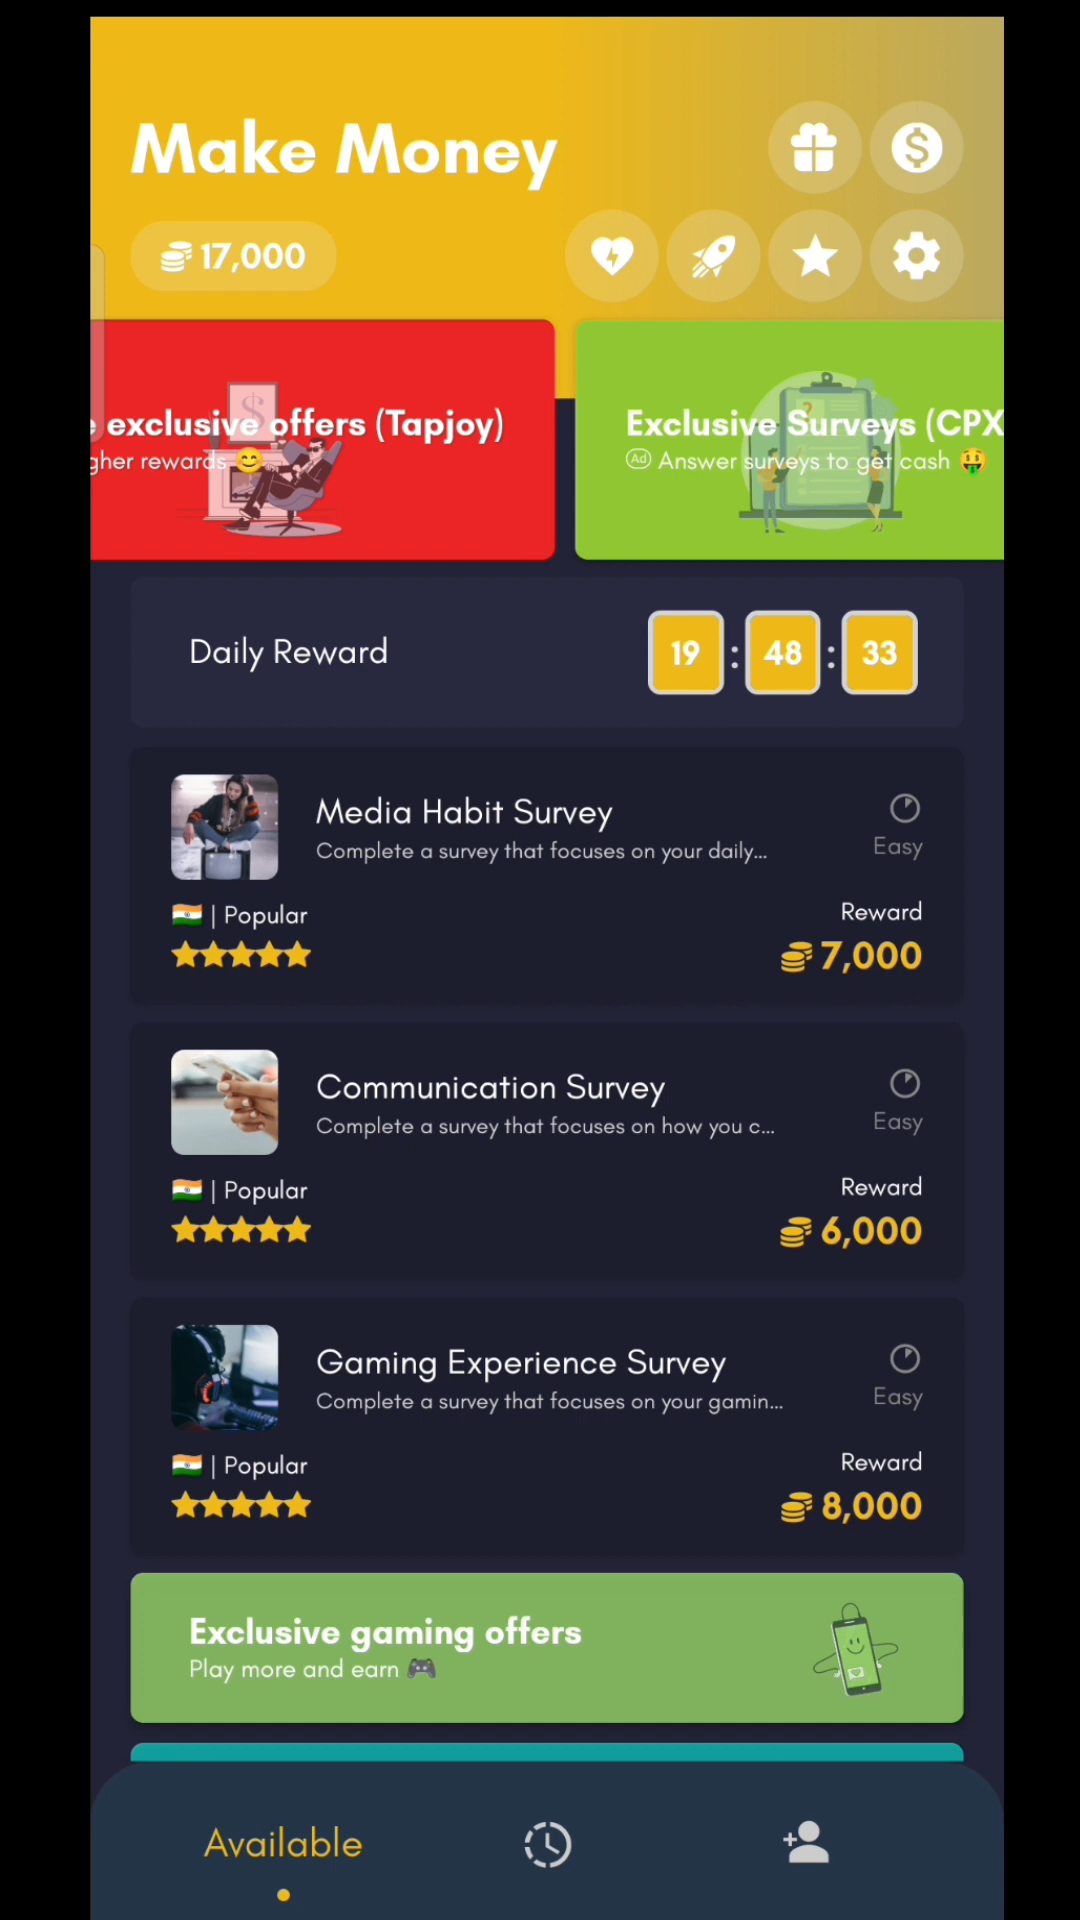 Make Money
17,000
exclusive offers (Tapjoy)
gher rewards 😊
Exclusive Surveys (CPX
Ad Answer surveys to get cash 🤑
Daily Reward
19 : 48 : 33
Media Habit Survey
Complete a survey that focuses on your daily...
Easy
🇮🇳 | Popular
Reward
7,000
Communication Survey
Complete a survey that focuses on how you c...
Easy
🇮🇳 | Popular
Reward
6,000
Gaming Experience Survey
Complete a survey that focuses on your gamin...
Easy
🇮🇳 | Popular
Reward
8,000
Exclusive gaming offers
Play more and earn 🎮
Available